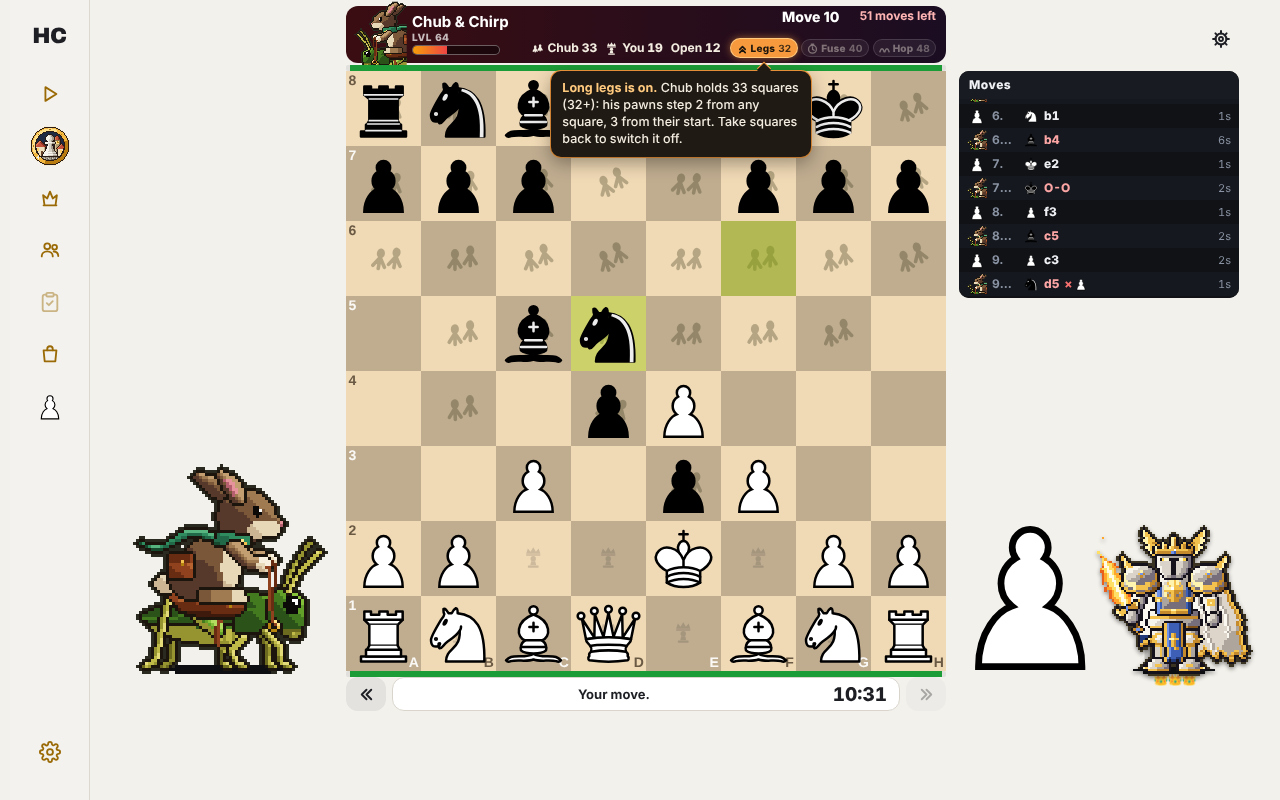 HC
Chub & Chirp
LVL 64
Move 10
51 moves left
Chub 33
You 19
Open 12
Legs 32
Fuse 40
Hop 48
Long legs is on. Chub holds 33 squares
(32+): his pawns step 2 from any
square, 3 from their start. Take squares
back to switch it off.
8
7
6
5
4
3
2
1
A
B
C
D
E
F
G
H
Moves
6. b1 1s
6... b4 6s
7. e2 1s
7... O-O 2s
8. f3 1s
8... c5 2s
9. c3 2s
9... d5 × 1s
Your move.
10:31